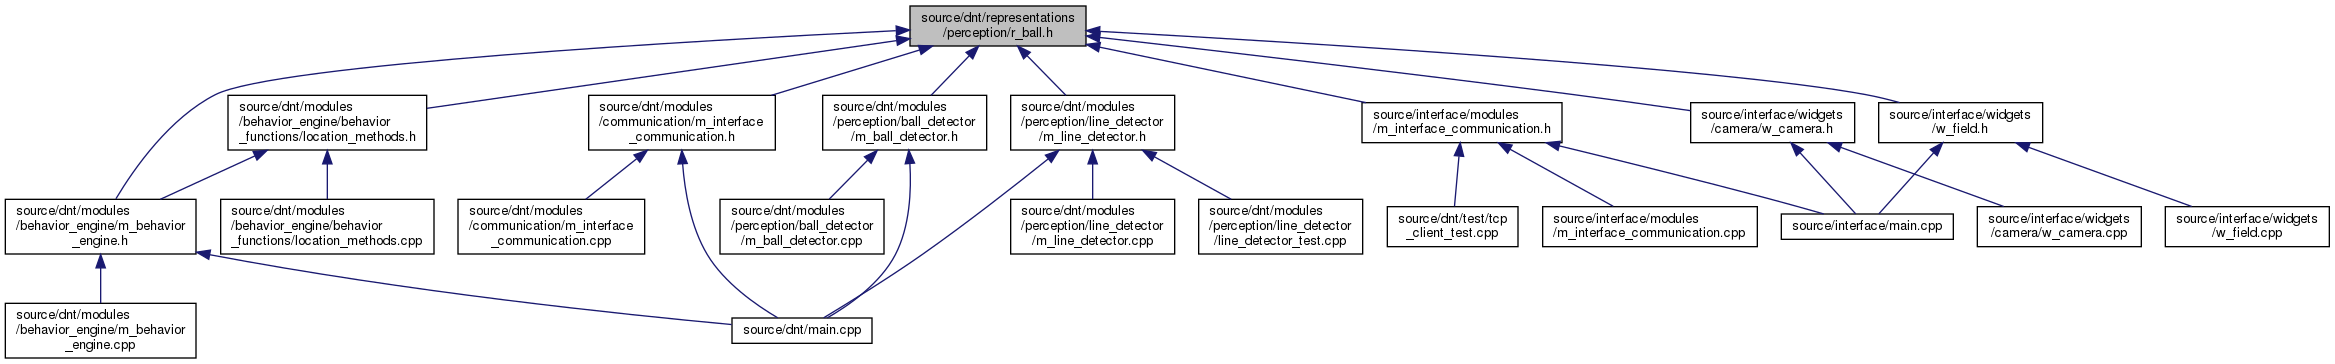 source/dnt/representations
/perception/r_ball.h
source/dnt/modules
/behavior_engine/behavior
_functions/location_methods.h
source/dnt/modules
/communication/m_interface
_communication.h
source/dnt/modules
/perception/ball_detector
/m_ball_detector.h
source/dnt/modules
/perception/line_detector
/m_line_detector.h
source/interface/modules
/m_interface_communication.h
source/interface/widgets
/camera/w_camera.h
source/interface/widgets
/w_field.h
source/dnt/modules
/behavior_engine/m_behavior
_engine.h
source/dnt/modules
/behavior_engine/behavior
_functions/location_methods.cpp
source/dnt/modules
/communication/m_interface
_communication.cpp
source/dnt/modules
/perception/ball_detector
/m_ball_detector.cpp
source/dnt/modules
/perception/line_detector
/m_line_detector.cpp
source/dnt/modules
/perception/line_detector
/line_detector_test.cpp
source/dnt/test/tcp
_client_test.cpp
source/interface/modules
/m_interface_communication.cpp
source/interface/main.cpp
source/interface/widgets
/camera/w_camera.cpp
source/interface/widgets
/w_field.cpp
source/dnt/modules
/behavior_engine/m_behavior
_engine.cpp
source/dnt/main.cpp